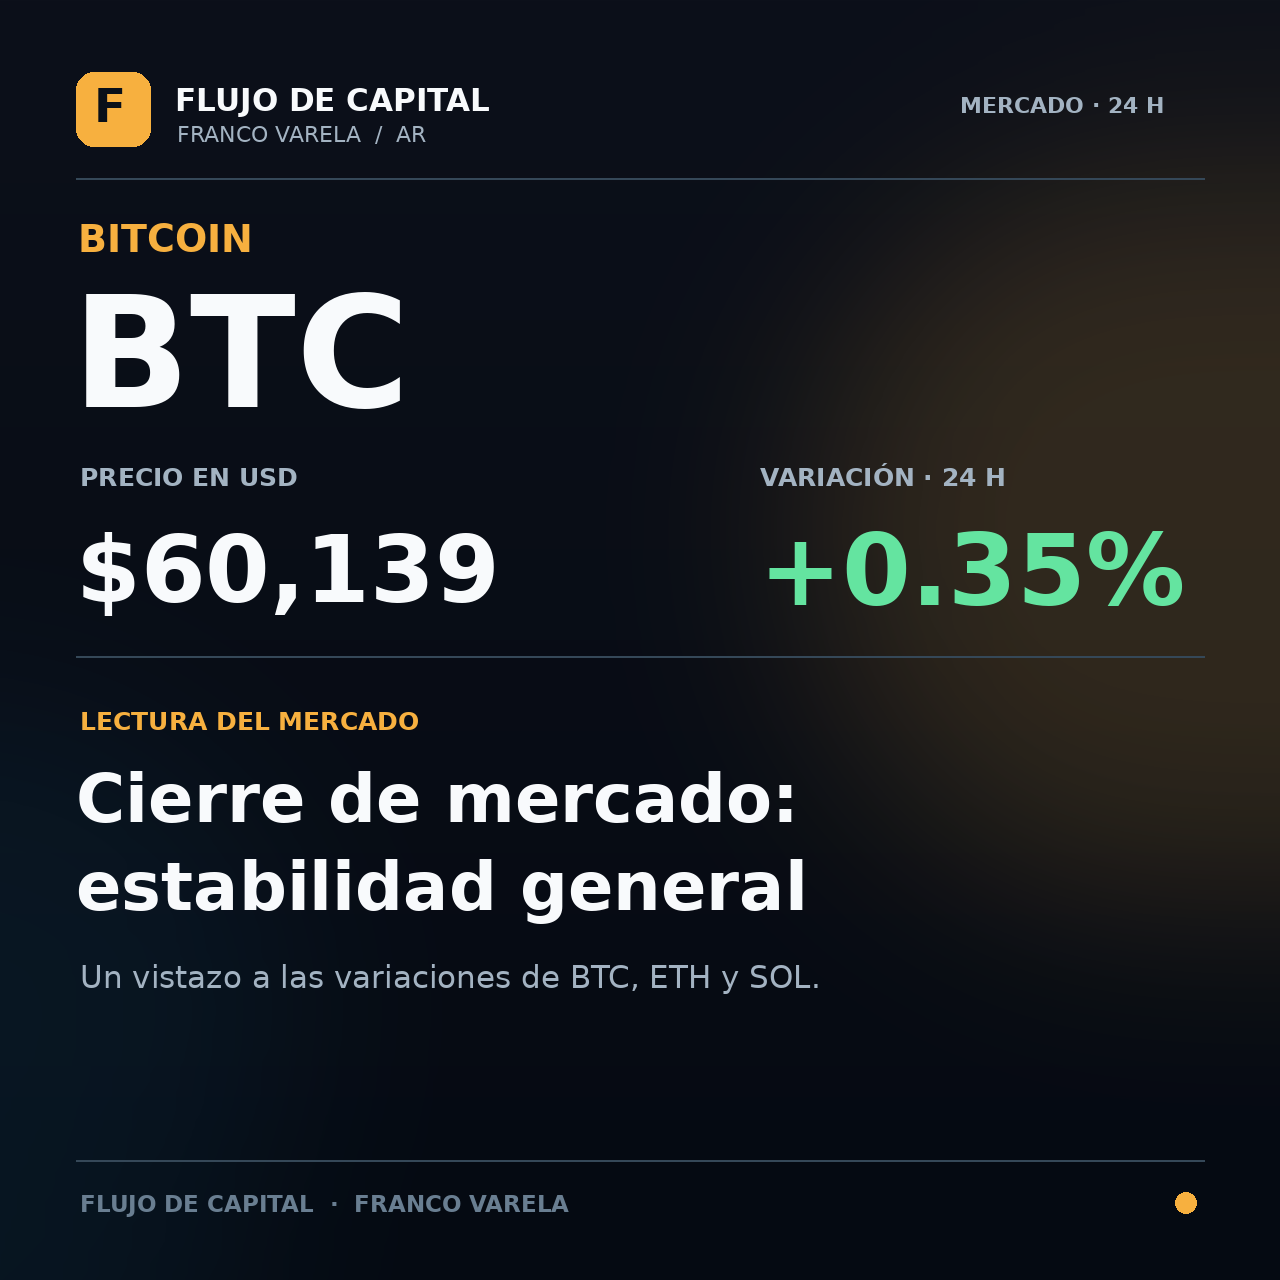 F
FLUJO DE CAPITAL
FRANCO VARELA / AR
MERCADO · 24 H
BITCOIN
BTC
PRECIO EN USD
$60,139
VARIACIÓN · 24 H
+0.35%
LECTURA DEL MERCADO
Cierre de mercado:
estabilidad general
Un vistazo a las variaciones de BTC, ETH y SOL.
FLUJO DE CAPITAL · FRANCO VARELA